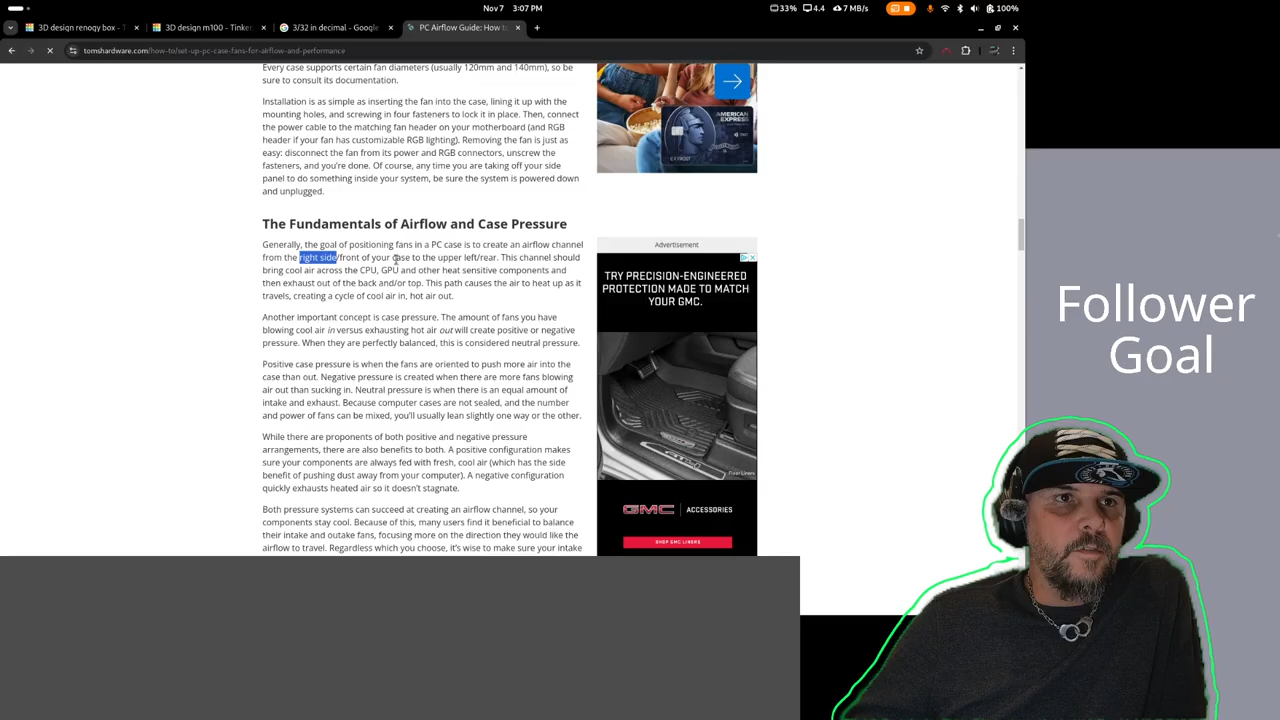 Nov 7 3:07 PM
33% 4.4 7 MB/s 100%
3D design renogy box - T
3D design m100 - Tinker
3/32 in decimal - Google
PC Airflow Guide: How to
tomshardware.com/how-to/set-up-pc-case-fans-for-airflow-and-performance
Every case supports certain fan diameters (usually 120mm and 140mm), so be
sure to consult its documentation.
Installation is as simple as inserting the fan into the case, lining it up with the
mounting holes, and screwing in four fasteners to lock it in place. Then, connect
the power cable to the matching fan header on your motherboard (and RGB
header if your fan has customizable RGB lighting). Removing the fan is just as
easy: disconnect the fan from its power and RGB connectors, unscrew the
fasteners, and you're done. Of course, any time you are taking off your side
panel to do something inside your system, be sure the system is powered down
and unplugged.
The Fundamentals of Airflow and Case Pressure
Generally, the goal of positioning fans in a PC case is to create an airflow channel
from the right side/front of your case to the upper left/rear. This channel should
bring cool air across the CPU, GPU and other heat sensitive components and
then exhaust out of the back and/or top. This path causes the air to heat up as it
travels, creating a cycle of cool air in, hot air out.
Another important concept is case pressure. The amount of fans you have
blowing cool air in versus exhausting hot air out will create positive or negative
pressure. When they are perfectly balanced, this is considered neutral pressure.
Positive case pressure is when the fans are oriented to push more air into the
case than out. Negative pressure is created when there are more fans blowing
air out than sucking in. Neutral pressure is when there is an equal amount of
intake and exhaust. Because computer cases are not sealed, and the number
and power of fans can be mixed, you'll usually lean slightly one way or the other.
While there are proponents of both positive and negative pressure
arrangements, there are also benefits to both. A positive configuration makes
sure your components are always fed with fresh, cool air (which has the side
benefit of pushing dust away from your computer). A negative configuration
quickly exhausts heated air so it doesn't stagnate.
Both pressure systems can succeed at creating an airflow channel, so your
components stay cool. Because of this, many users find it beneficial to balance
their intake and outake fans, focusing more on the direction they would like the
airflow to travel. Regardless which you choose, it's wise to make sure your intake
AMERICAN
EXPRESS
Advertisement
TRY PRECISION-ENGINEERED
PROTECTION MADE TO MATCH
YOUR GMC.
Floor Liners
GMC | ACCESSORIES
SHOP GMC LINERS
Follower
Goal